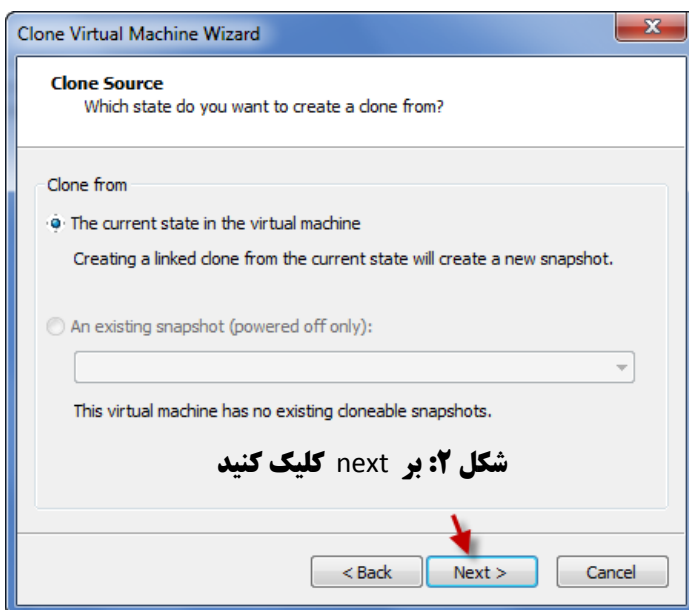 Clone Virtual Machine Wizard
x
Clone Source
Which state do you want to create a clone from?
Clone from
The current state in the virtual machine
Creating a linked clone from the current state will create a new snapshot.
An existing snapshot (powered off only):
This virtual machine has no existing cloneable snapshots.
شکل ۲: بر next کلیک کنید
< Back Next > Cancel